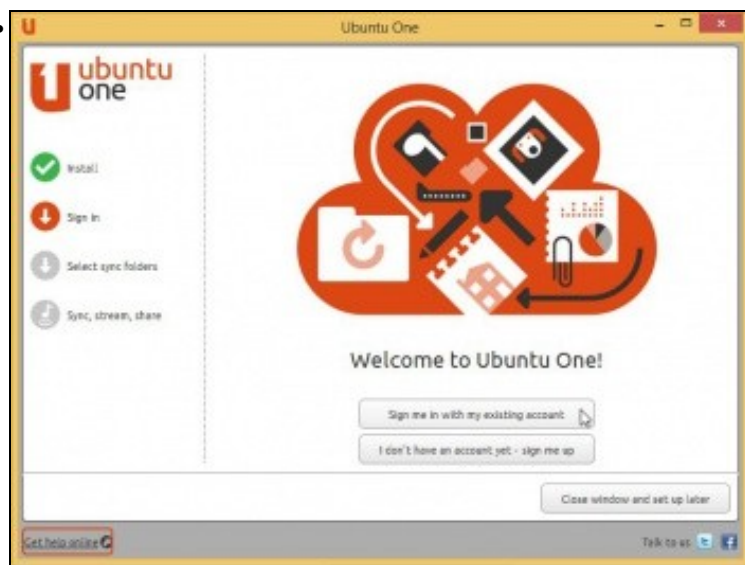 Ubuntu One
ubuntu
one
Install
Sign in
Select sync folders
Sync, stream, share
Welcome to Ubuntu One!
Sign me in with my existing account
I don't have an account yet - sign me up
Close window and set up later
Get help online
Talk to us